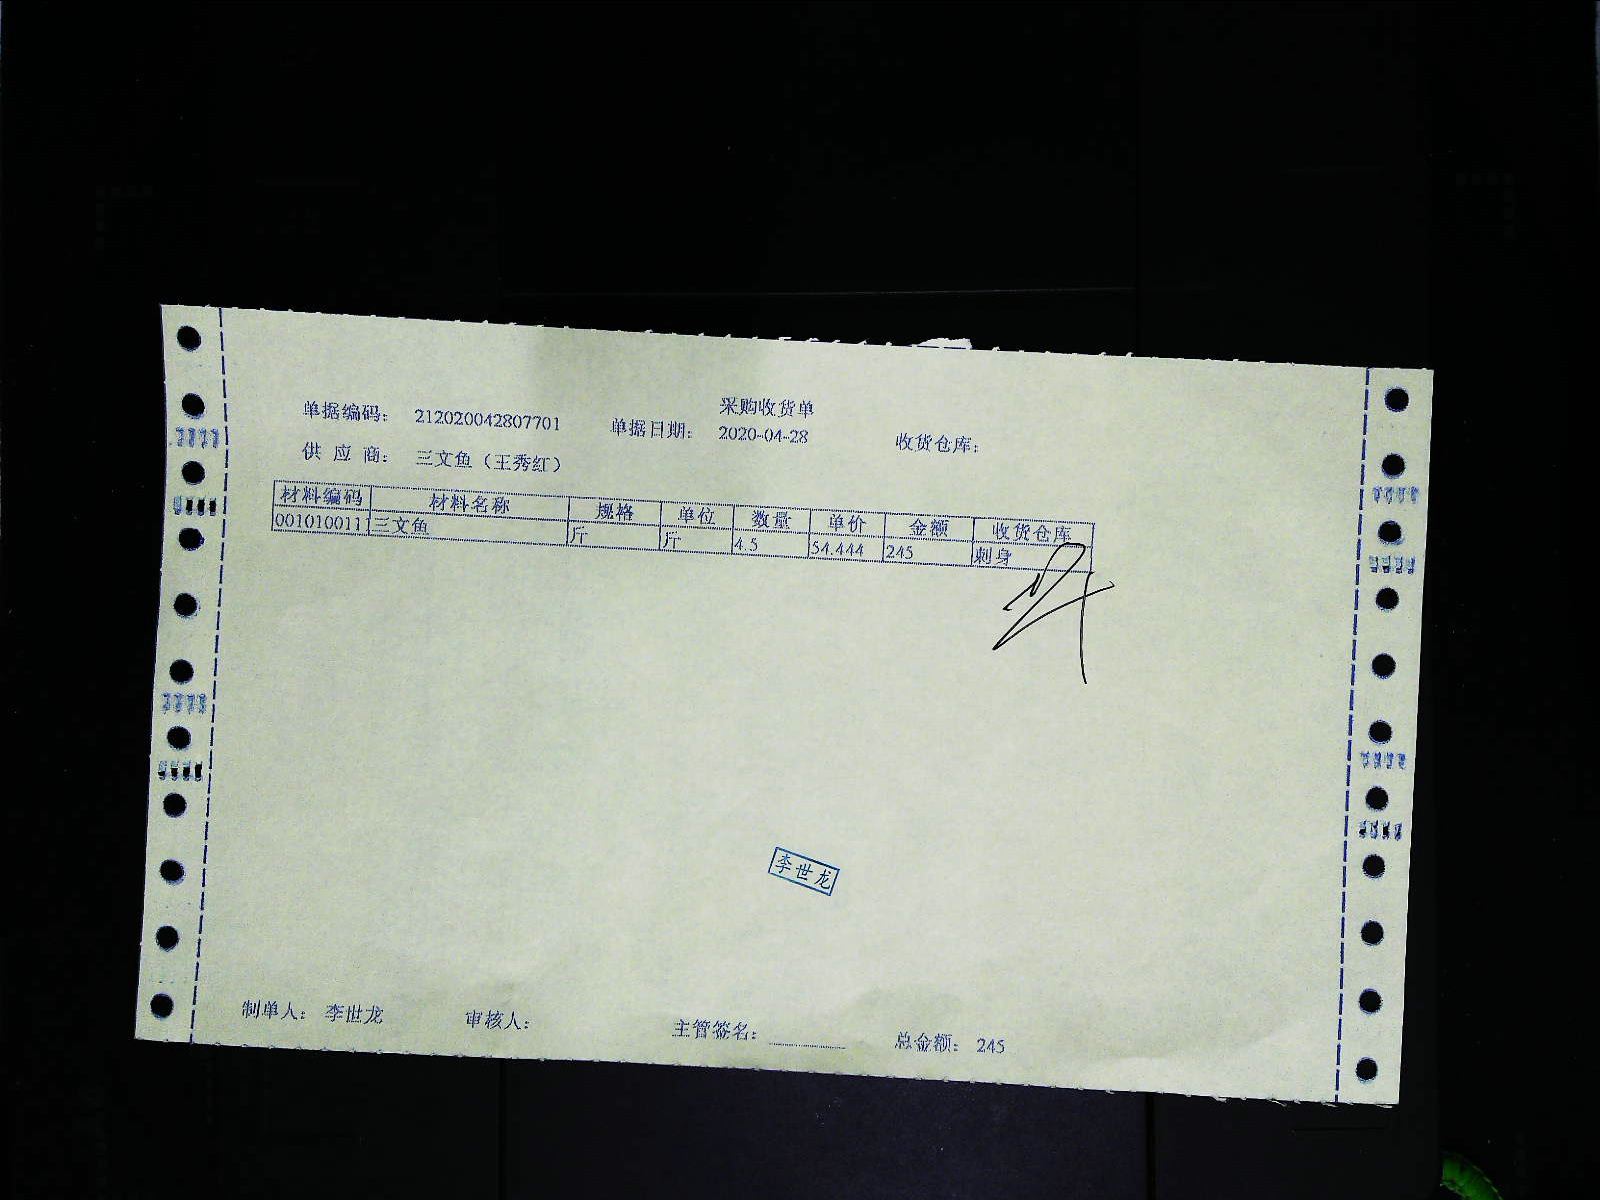 采购收货单
单据编码： 212020042807701 单据日期： 2020-04-28 收货仓库：
供 应 商： 三文鱼（王秀红）
材料编码 材料名称 规格 单位 数量 单价 金额 收货仓库
0010100111 三文鱼 斤 斤 4.5 54.444 245 刺身
李世龙
制单人： 李世龙 审核人： 主管签名： 总金额： 245